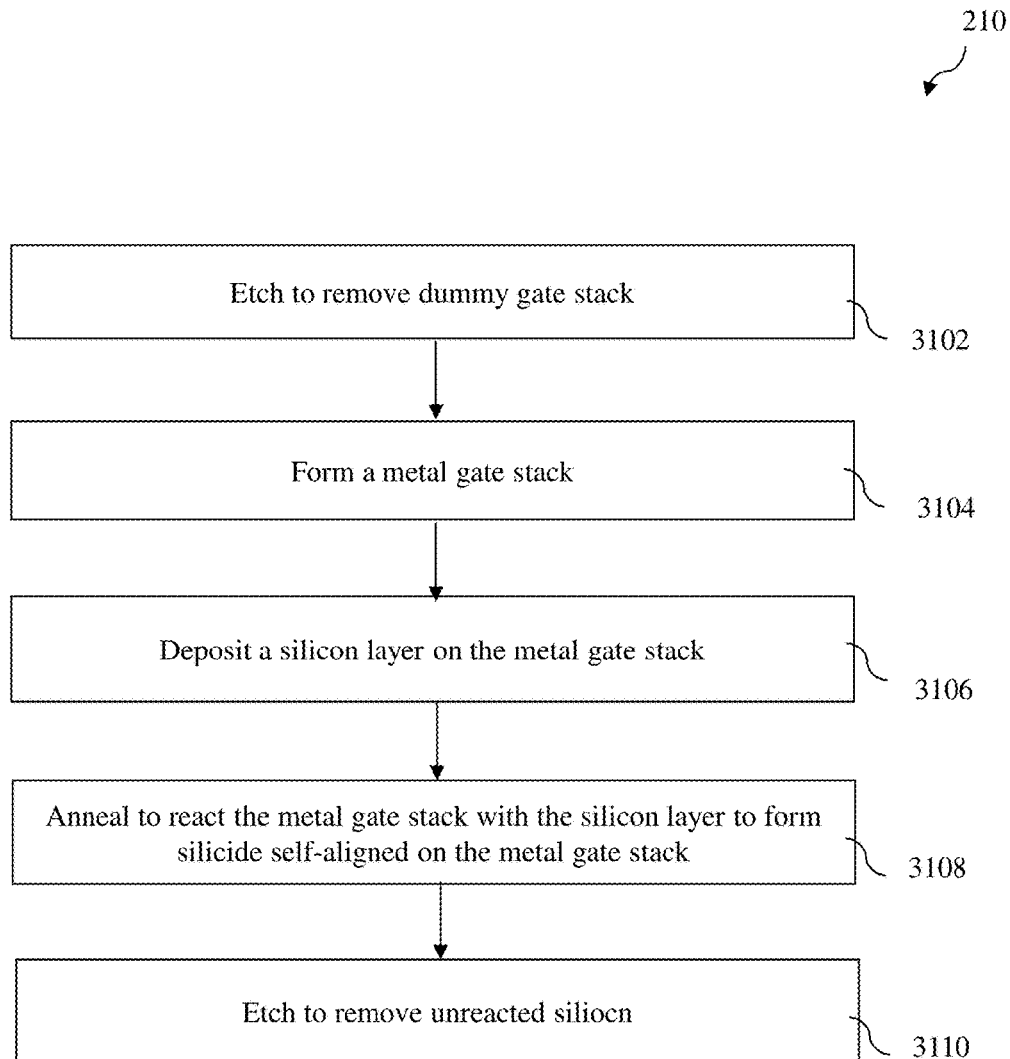 210
Etch to remove dummy gate stack
3102
Form a metal gate stack
3104
Deposit a silicon layer on the metal gate stack
3106
Anneal to react the metal gate stack with the silicon layer to form
silicide self-aligned on the metal gate stack
3108
Etch to remove unreacted siliocn
3110